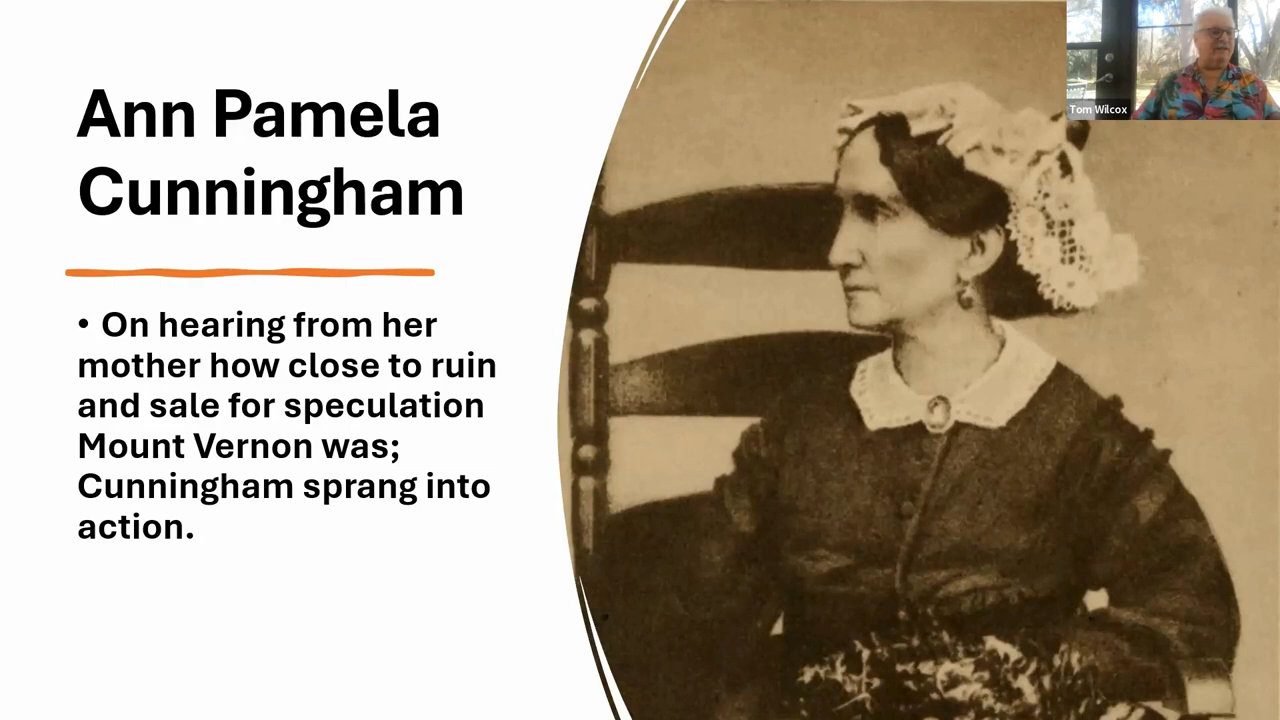 Ann Pamela
Cunningham
• On hearing from her
mother how close to ruin
and sale for speculation
Mount Vernon was;
Cunningham sprang into
action.
Tom Wilcox